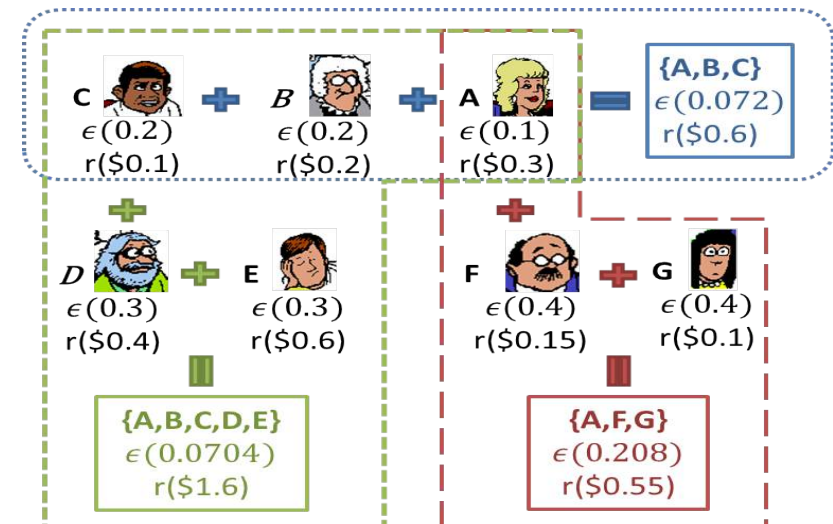 C + B + A = {A,B,C}
ϵ(0.2) ϵ(0.2) ϵ(0.1) ϵ(0.072)
r($0.1) r($0.2) r($0.3) r($0.6)
+ +
D + E F + G
ϵ(0.3) ϵ(0.3) ϵ(0.4) ϵ(0.4)
r($0.4) r($0.6) r($0.15) r($0.1)
= =
{A,B,C,D,E} {A,F,G}
ϵ(0.0704) ϵ(0.208)
r($1.6) r($0.55)